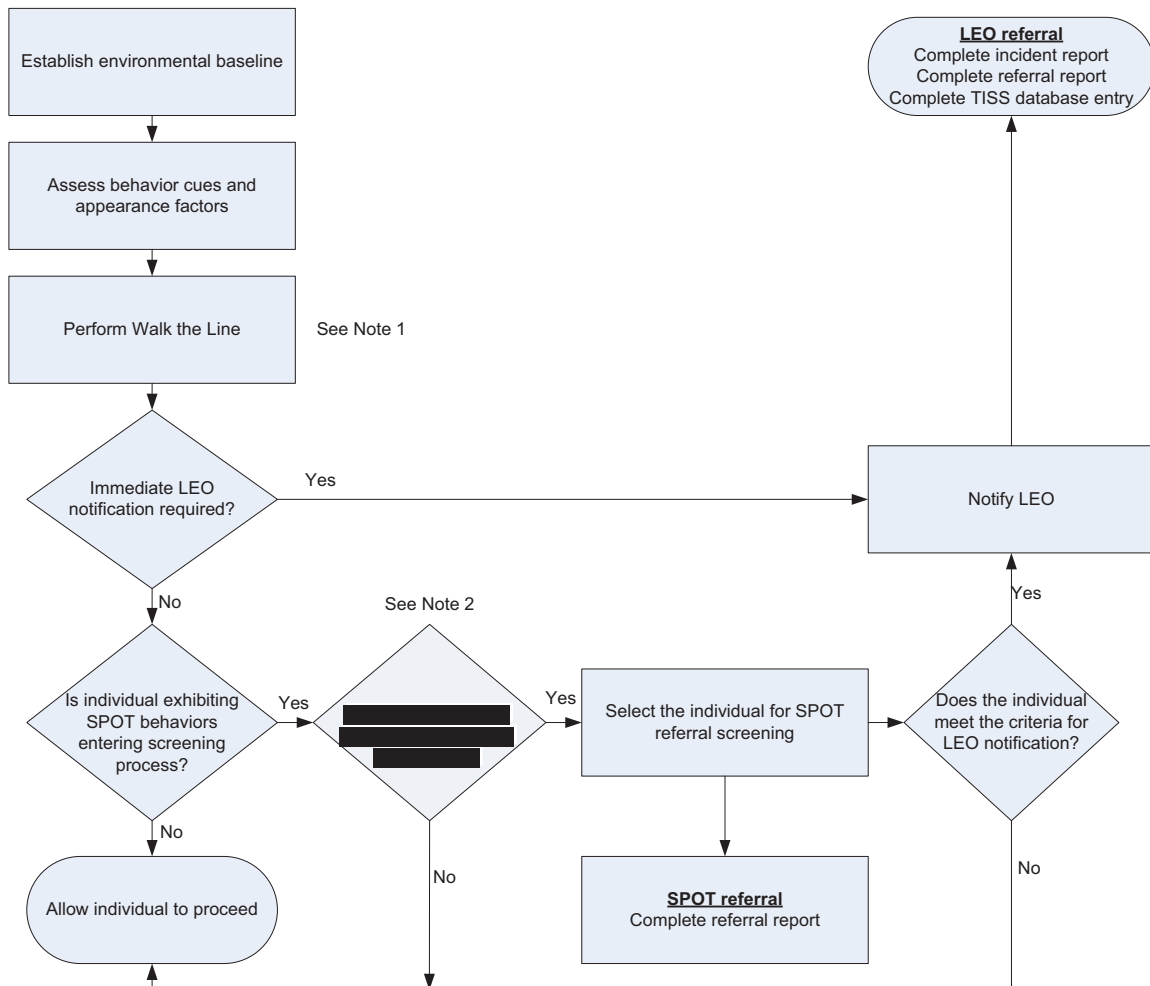 Establish environmental baseline
LEO referral
Complete incident report
Complete referral report
Complete TISS database entry
Assess behavior cues and
appearance factors
Perform Walk the Line
See Note 1
Immediate LEO
notification required?
Yes
Notify LEO
No
See Note 2
Yes
Is individual exhibiting
SPOT behaviors
entering screening
process?
Yes
Yes
Select the individual for SPOT
referral screening
Does the individual
meet the criteria for
LEO notification?
No
Allow individual to proceed
No
SPOT referral
Complete referral report
No